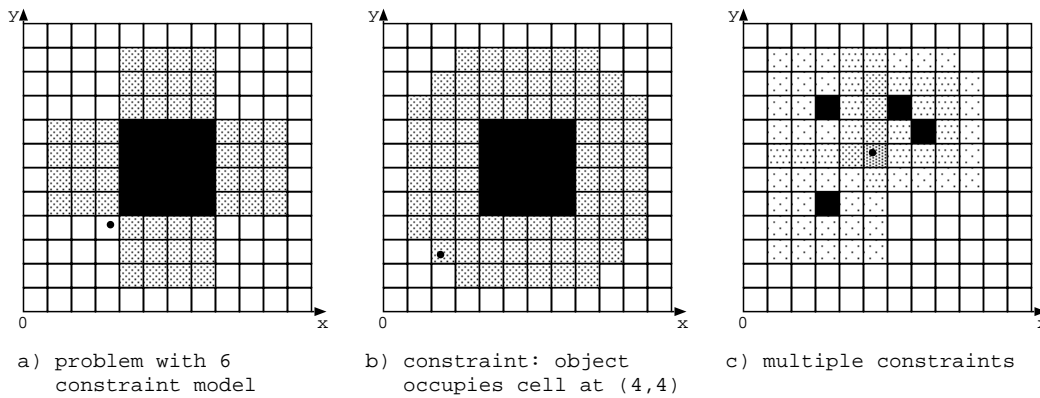 y
y
y
0
x
0
x
0
x
a) problem with 6
constraint model
b) constraint: object
occupies cell at (4,4)
c) multiple constraints